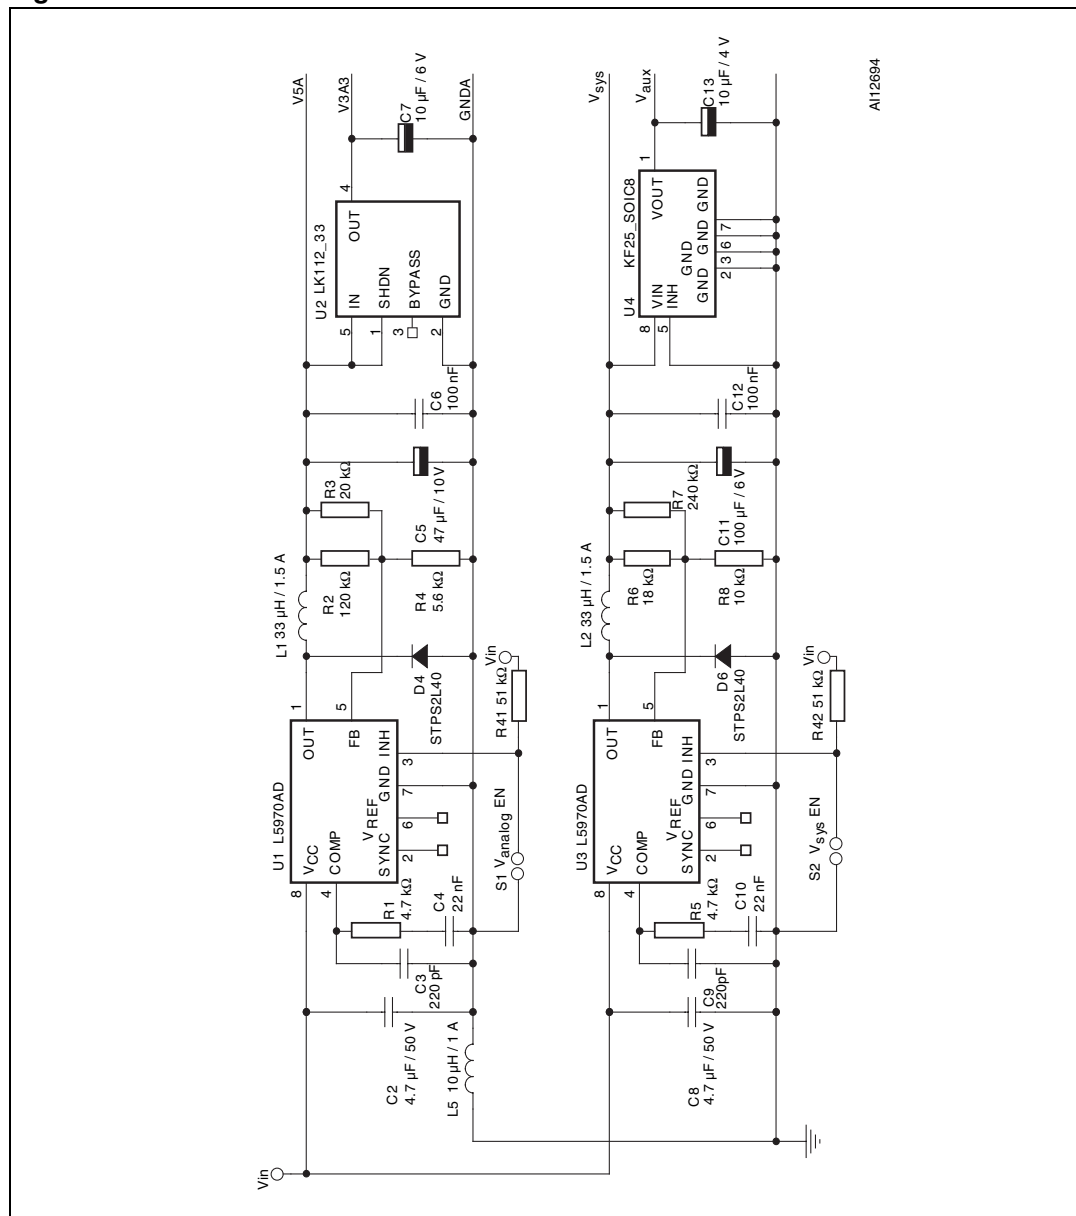 Vin
C2
4.7 µF / 50 V
L5 10 µH / 1 A
C3
220 pF
R1
4.7 kΩ
C4
22 nF
U1 L5970AD
8
VCC
4
COMP
SYNC
2
VREF
6
GND
7
INH
3
OUT
1
FB
5
S1 Vanalog EN
R41 51 kΩ
Vin
D4
STPS2L40
L1 33 µH / 1.5 A
R2
120 kΩ
R3
20 kΩ
R4
5.6 kΩ
C5
47 µF / 10 V
C6
100 nF
U2 LK112_33
5
IN
1
SHDN
3
BYPASS
2
GND
OUT
4
C7
10 µF / 6 V
V5A
V3A3
GNDA
C8
4.7 µF / 50 V
C9
220pF
R5
4.7 kΩ
C10
22 nF
U3 L5970AD
8
VCC
4
COMP
SYNC
2
VREF
6
GND
7
INH
3
OUT
1
FB
5
S2 Vsys EN
R42 51 kΩ
Vin
D6
STPS2L40
L2 33 µH / 1.5 A
R6
18 kΩ
R7
240 kΩ
R8
10 kΩ
C11
100 µF / 6 V
C12
100 nF
U4
KF25_SOIC8
8
VIN
5
INH
VOUT
1
GND
2
GND
3
GND
6
GND
7
C13
10 µF / 4 V
Vsys
Vaux
AI12694